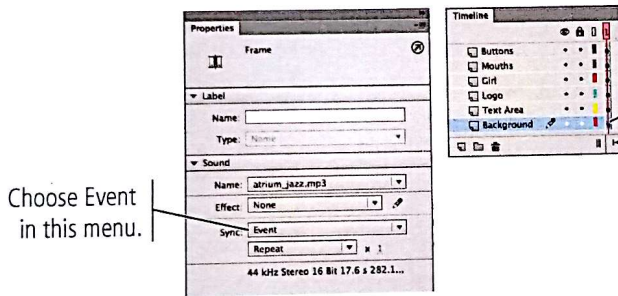 Choose Event
in this menu.
Properties
Frame
Label
Name:
Type: Name
Sound
Name: atrium_jazz.mp3
Effect: None
Sync: Event
Repeat x 1
44 kHz Stereo 16 Bit 17.6 s 282.1...
Timeline
1
Buttons
Mouths
Girl
Logo
Text Area
Background